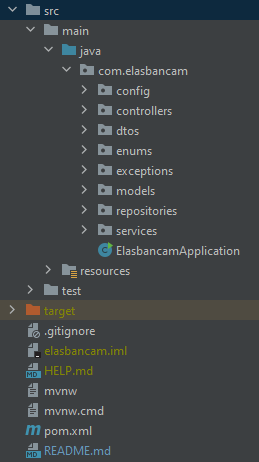 src
main
java
com.elasbancam
config
controllers
dtos
enums
exceptions
models
repositories
services
ElasbancamApplication
resources
test
target
.gitignore
elasbancam.iml
HELP.md
mvnw
mvnw.cmd
pom.xml
README.md